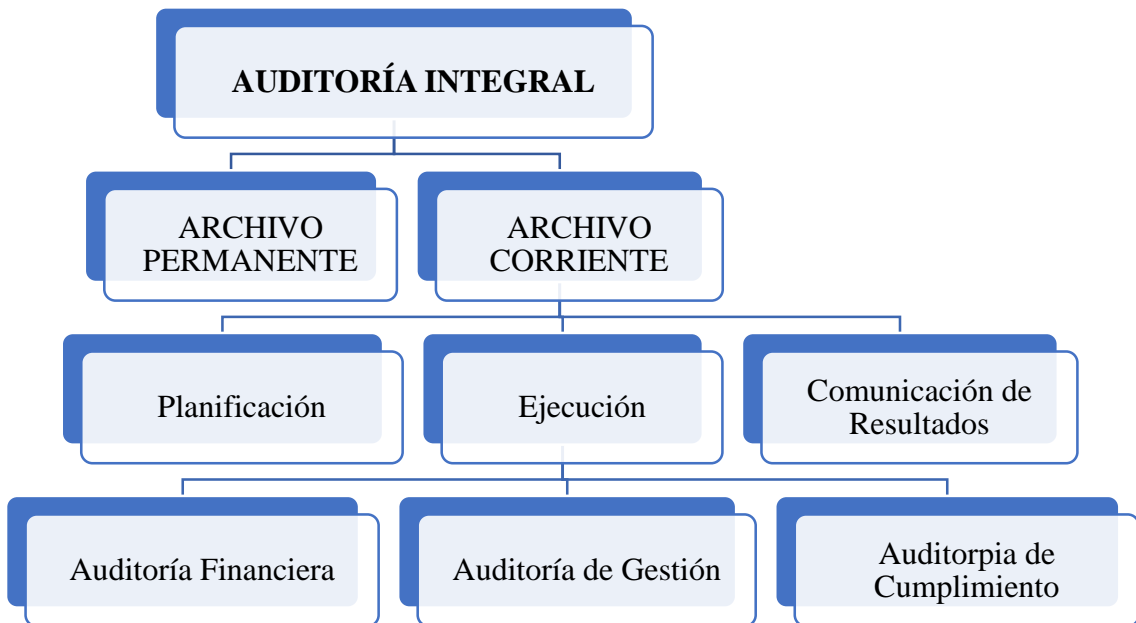 AUDITORÍA INTEGRAL
ARCHIVO
PERMANENTE
ARCHIVO
CORRIENTE
Planificación
Ejecución
Comunicación de
Resultados
Auditoría Financiera
Auditoría de Gestión
Auditorpia de
Cumplimiento